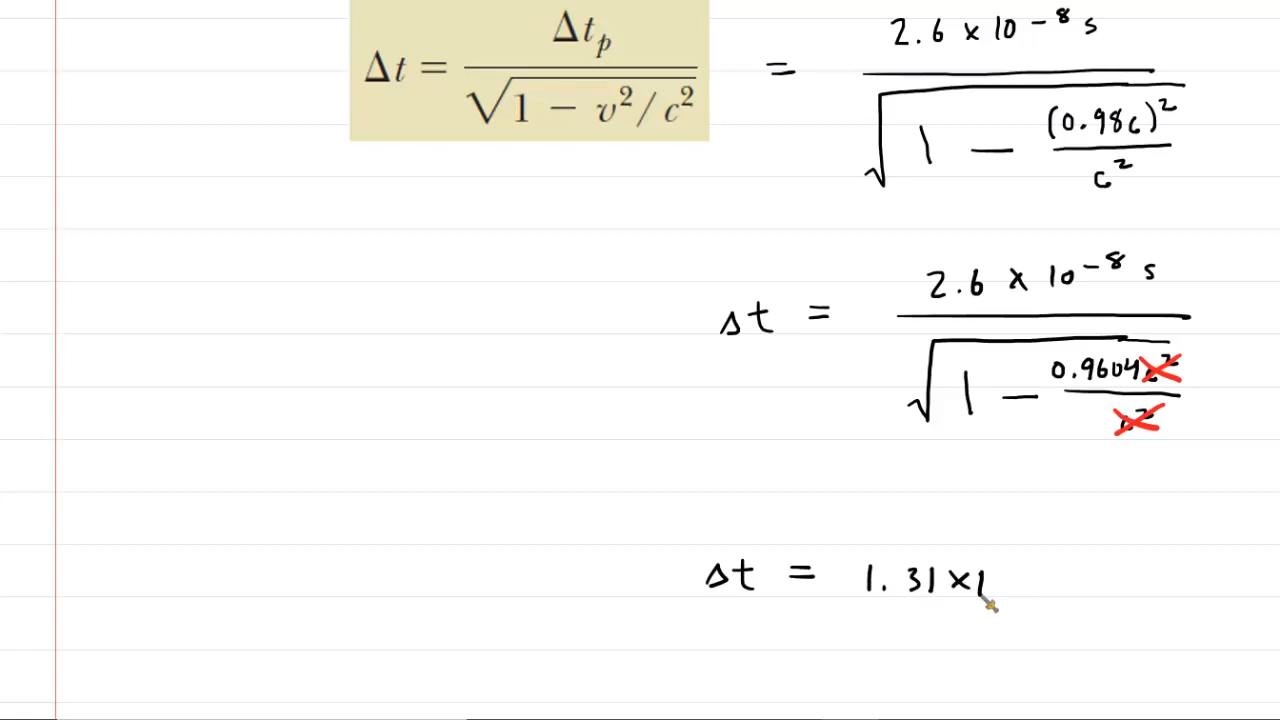 Δt = Δt_p / √(1 − v²/c²) = 2.6 × 10⁻⁸ s / √(1 − (0.98c)²/c²)
Δt = 2.6 × 10⁻⁸ s / √(1 − 0.9604c²/c²)
Δt = 1.31 × 1